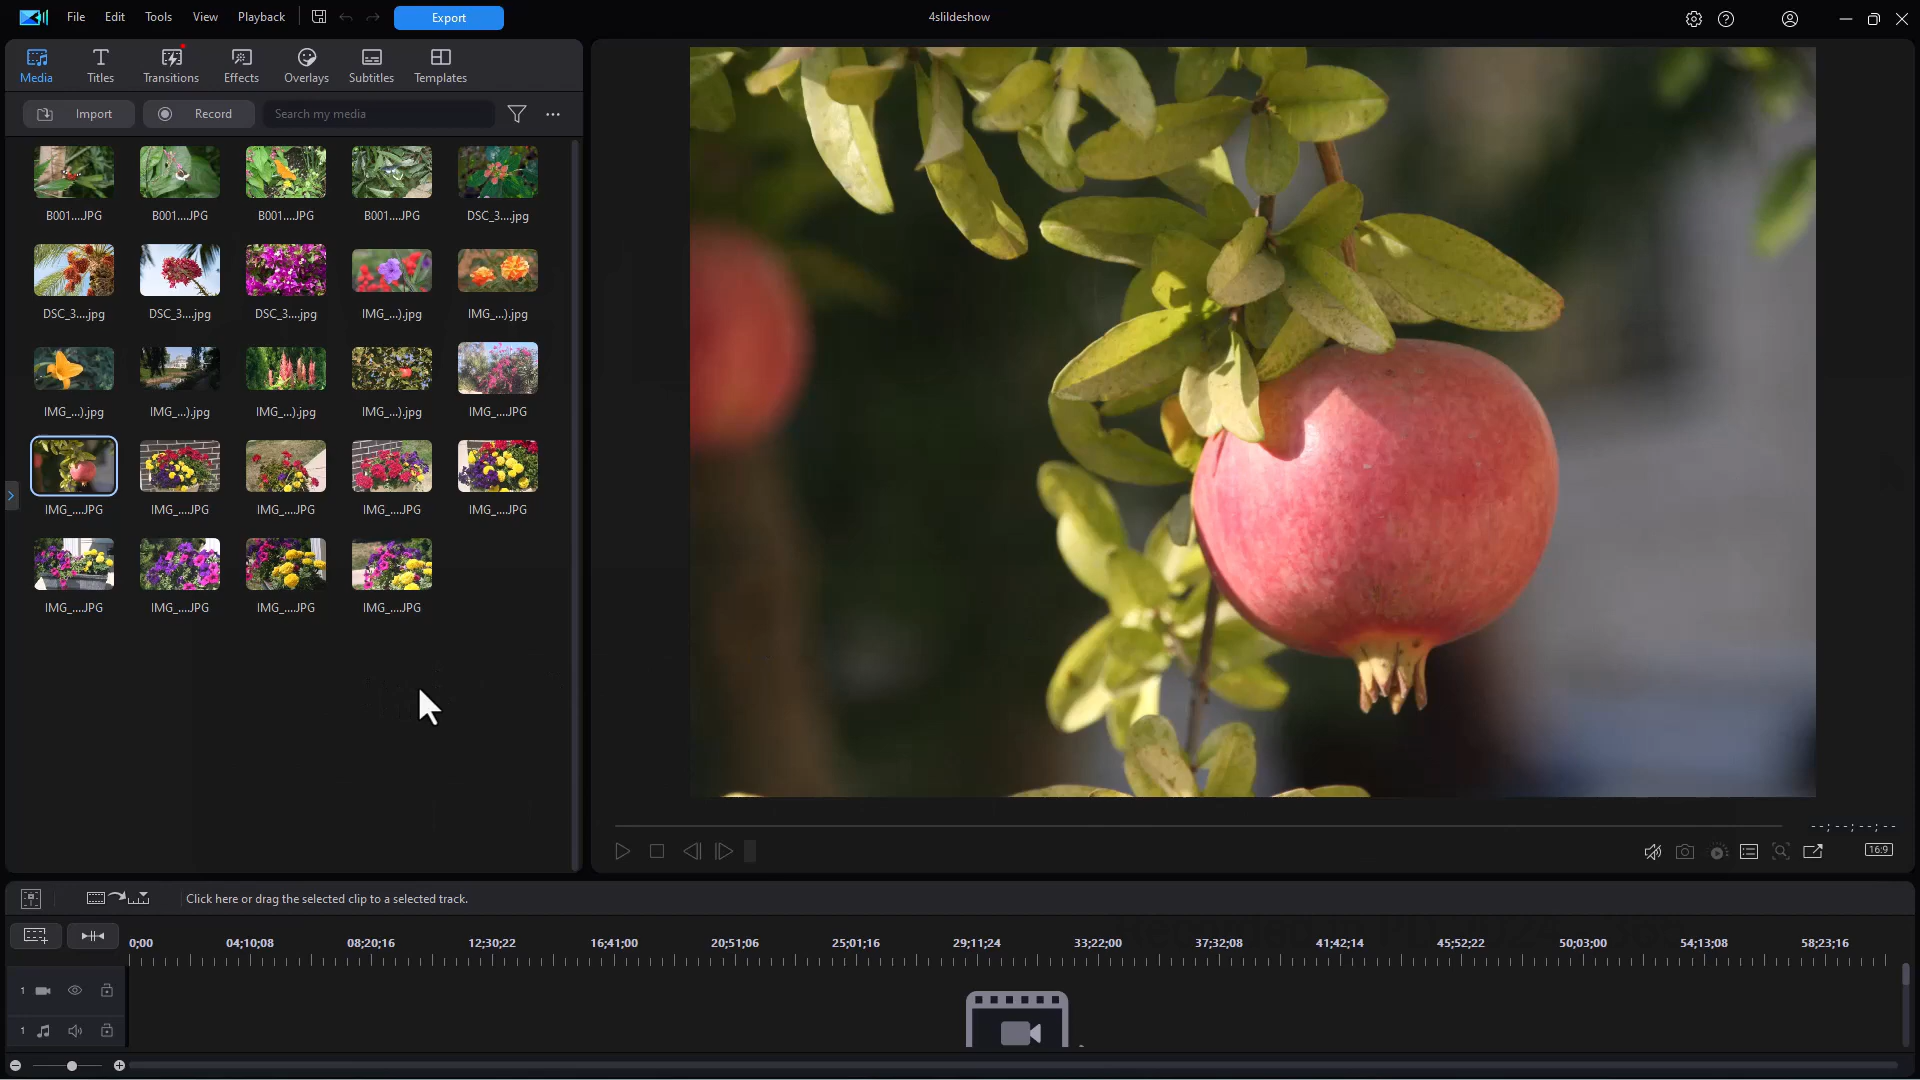 File Edit Tools View Playback Export 4slildeshow
Media Titles Transitions Effects Overlays Subtitles Templates
Import Record Search my media
B001....JPG B001....JPG B001....JPG B001....JPG DSC_3....jpg
DSC_3....jpg DSC_3....jpg DSC_3....jpg IMG_...).jpg IMG_...).jpg
IMG_...).jpg IMG_...).jpg IMG_...).jpg IMG_...).jpg IMG_....JPG
IMG_....JPG IMG_....JPG IMG_....JPG IMG_....JPG IMG_....JPG
IMG_....JPG IMG_....JPG IMG_....JPG IMG_....JPG
--;--;--;--
16:9
Click here or drag the selected clip to a selected track.
0;00 04;10;08 08;20;16 12;30;22 16;41;00 20;51;06 25;01;16 29;11;24 33;22;00 37;32;08 41;42;14 45;52;22 50;03;00 54;13;08 58;23;16
1
1